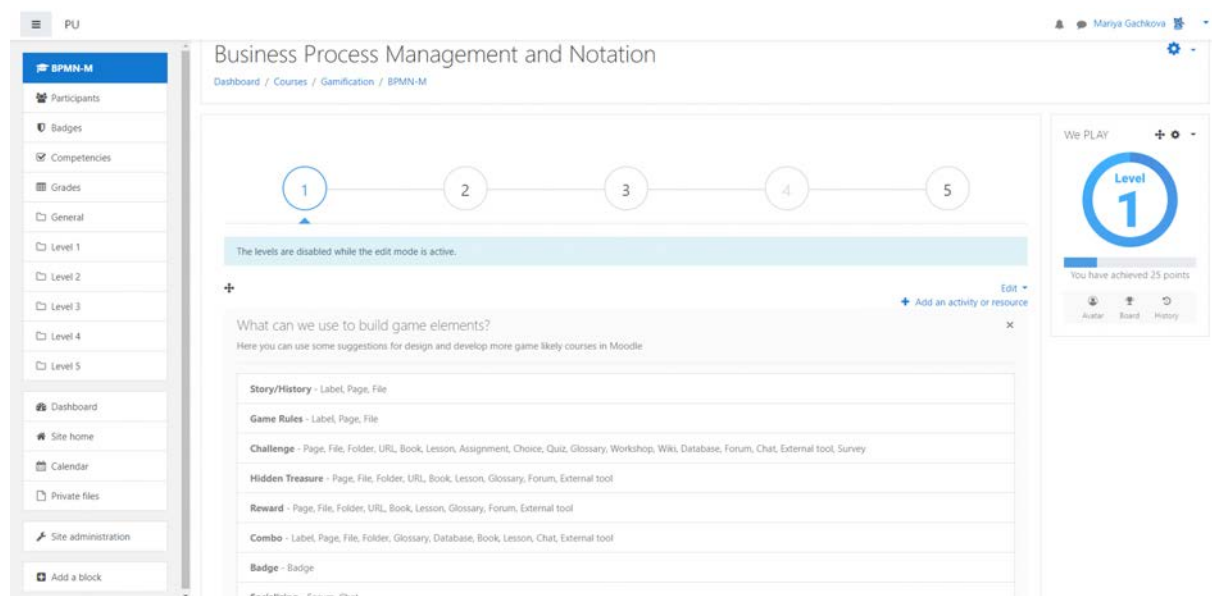 PU
Mariya Gachkova
BPMN-M
Participants
Badges
Competencies
Grades
General
Level 1
Level 2
Level 3
Level 4
Level 5
Dashboard
Site home
Calendar
Private files
Site administration
Add a block
Business Process Management and Notation
Dashboard / Courses / Gamification / BPMN-M
1 2 3 4 5
The levels are disabled while the edit mode is active.
Edit
Add an activity or resource
What can we use to build game elements?
Here you can use some suggestions for design and develop more game likely courses in Moodle
Story/History - Label, Page, File
Game Rules - Label, Page, File
Challenge - Page, File, Folder, URL, Book, Lesson, Assignment, Choice, Quiz, Glossary, Workshop, Wiki, Database, Forum, Chat, External tool, Survey
Hidden Treasure - Page, File, Folder, URL, Book, Lesson, Glossary, Forum, External tool
Reward - Page, File, Folder, URL, Book, Lesson, Glossary, Forum, External tool
Combo - Label, Page, File, Folder, Glossary, Database, Book, Lesson, Chat, External tool
Badge - Badge
We PLAY
Level
1
You have achieved 25 points
Avatar Board History